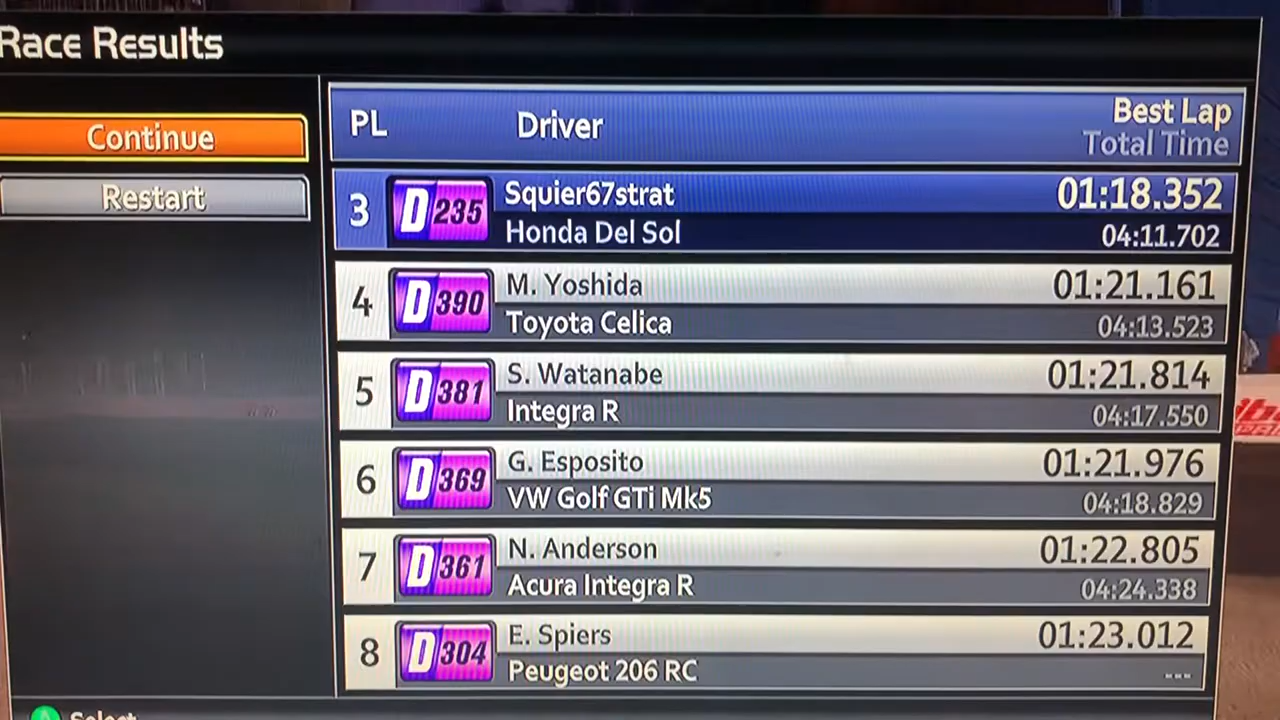 Race Results
Continue
Restart
PL Driver Best Lap
Total Time
3 D 235 Squier67strat 01:18.352
Honda Del Sol 04:11.702
4 D 390 M. Yoshida 01:21.161
Toyota Celica 04:13.523
5 D 381 S. Watanabe 01:21.814
Integra R 04:17.550
6 D 369 G. Esposito 01:21.976
VW Golf GTi Mk5 04:18.829
7 D 361 N. Anderson 01:22.805
Acura Integra R 04:24.338
8 D 304 E. Spiers 01:23.012
Peugeot 206 RC ---
A Select